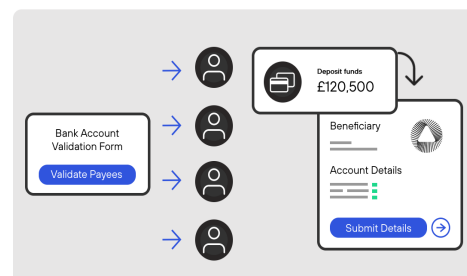 Bank Account
Validation Form
Validate Payees
Deposit funds
£120,500
Beneficiary
Account Details
Submit Details